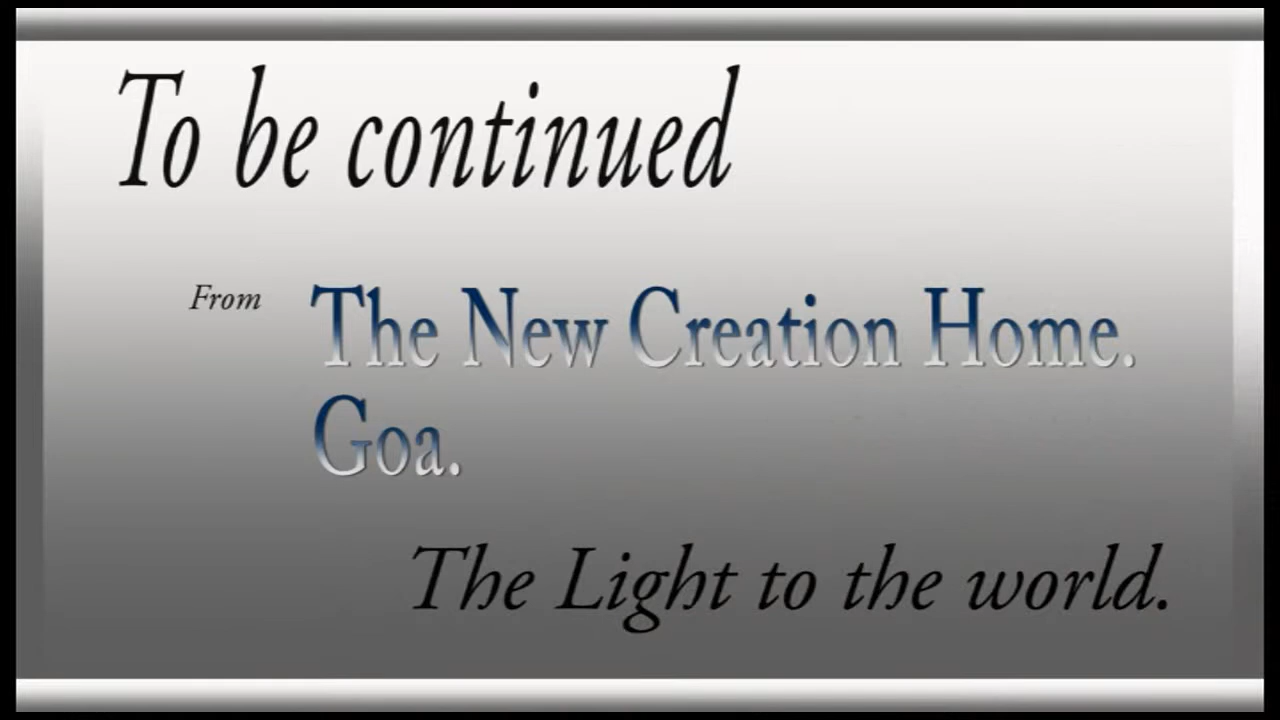 To be continued
From The New Creation Home.
Goa.
The Light to the world.